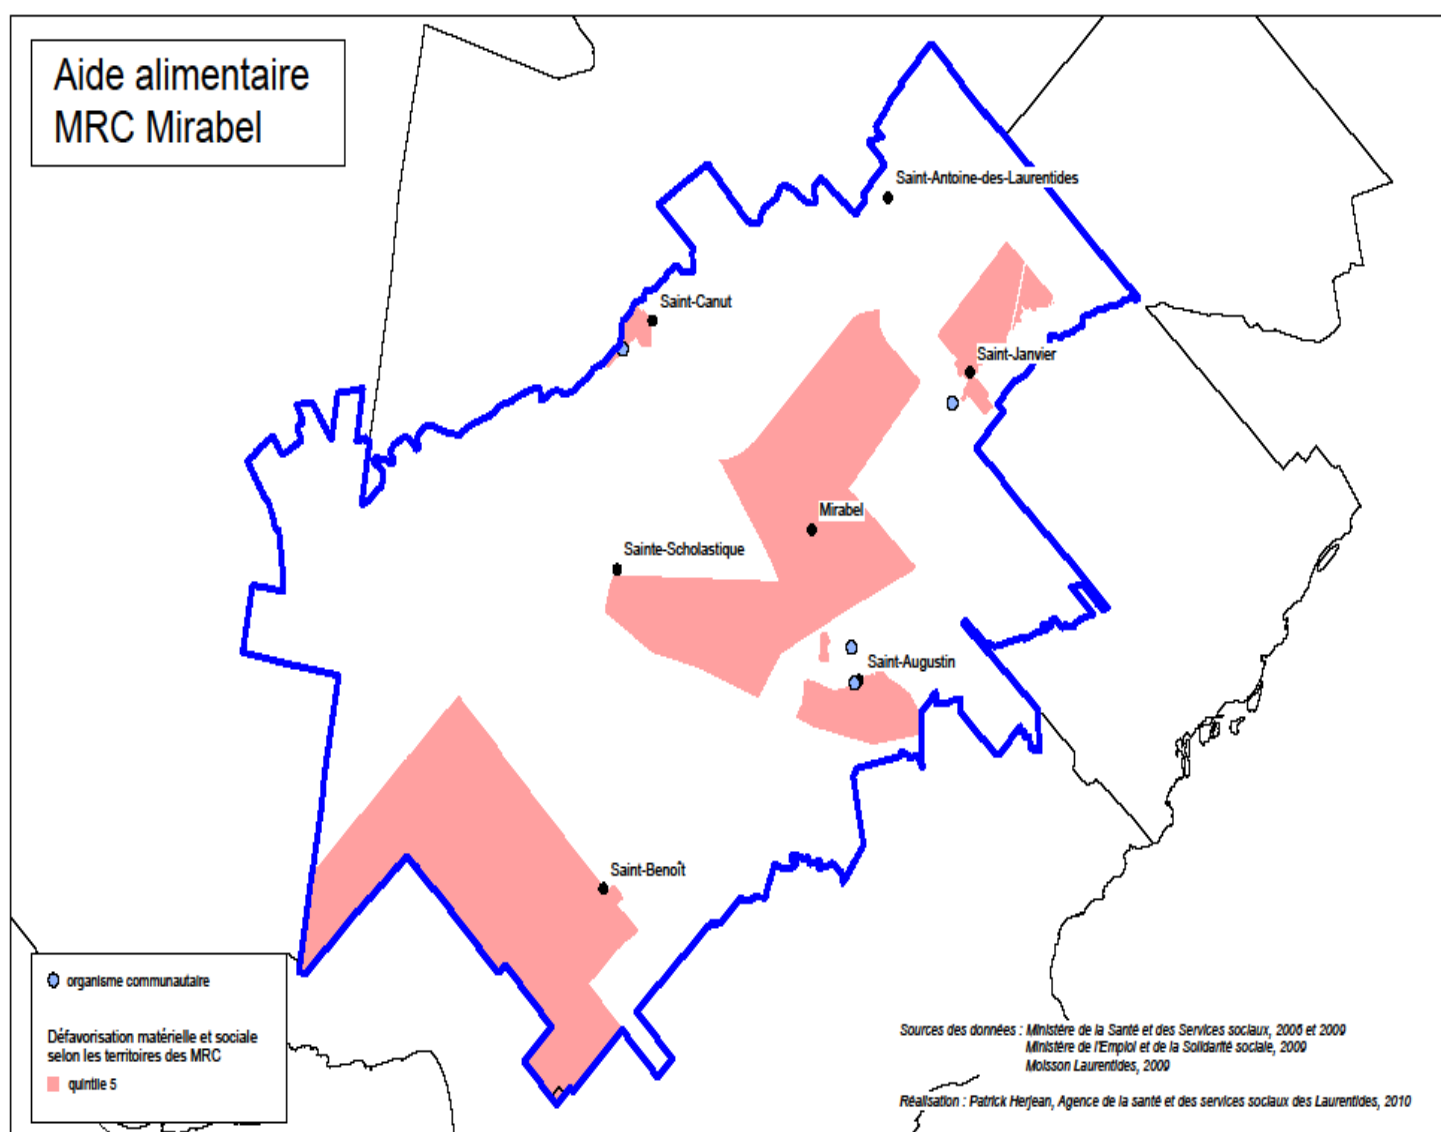 Aide alimentaire
MRC Mirabel
Saint-Antoine-des-Laurentides
Saint-Canut
Saint-Janvier
Mirabel
Sainte-Scholastique
Saint-Augustin
Saint-Benoît
organisme communautaire
Défavorisation matérielle et sociale
selon les territoires des MRC
quintile 5
Sources des données : Ministère de la Santé et des Services sociaux, 2006 et 2009
Ministère de l'Emploi et de la Solidarité sociale, 2009
Moisson Laurentides, 2009
Réalisation : Patrick Herjean, Agence de la santé et des services sociaux des Laurentides, 2010